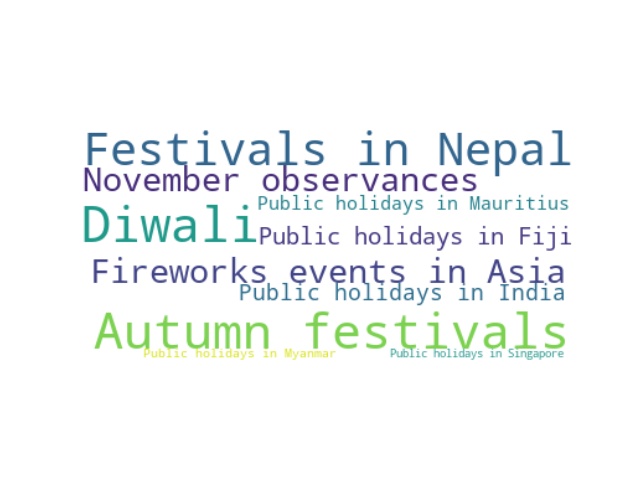 Festivals in Nepal
November observances
Public holidays in Mauritius
Diwali
Public holidays in Fiji
Fireworks events in Asia
Public holidays in India
Autumn festivals
Public holidays in Myanmar
Public holidays in Singapore